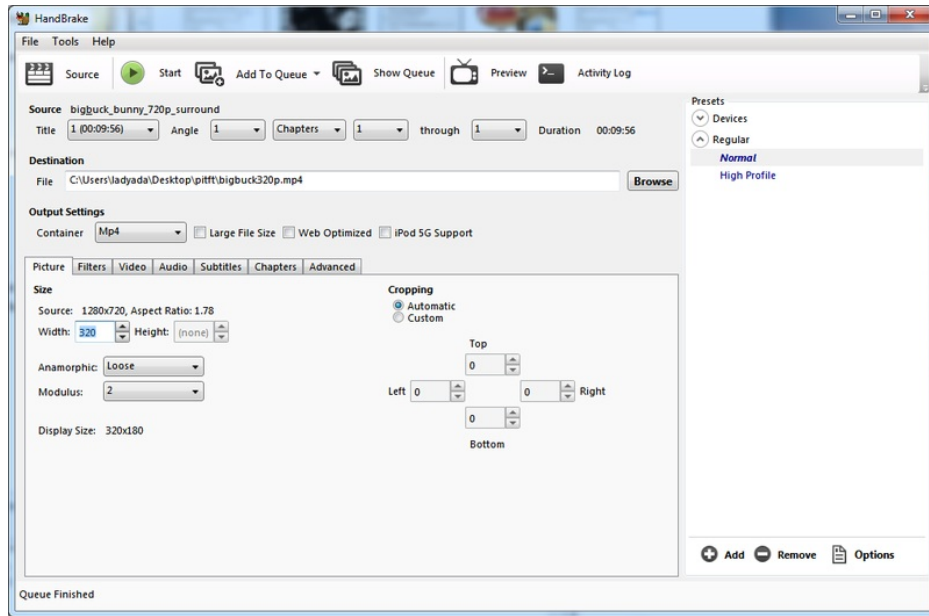 HandBrake
File Tools Help
Source Start Add To Queue Show Queue Preview Activity Log
Source bigbuck_bunny_720p_surround
Title 1 (00:09:56) Angle 1 Chapters 1 through 1 Duration 00:09:56
Destination
File C:\Users\ladyada\Desktop\pitft\bigbuck320p.mp4 Browse
Output Settings
Container Mp4 Large File Size Web Optimized iPod 5G Support
Picture Filters Video Audio Subtitles Chapters Advanced
Size
Source: 1280x720, Aspect Ratio: 1.78
Width: 320 Height: (none)
Anamorphic: Loose
Modulus: 2
Display Size: 320x180
Cropping
Automatic
Custom
Top
0
Left 0 0 Right
0
Bottom
Presets
Devices
Regular
Normal
High Profile
Add Remove Options
Queue Finished